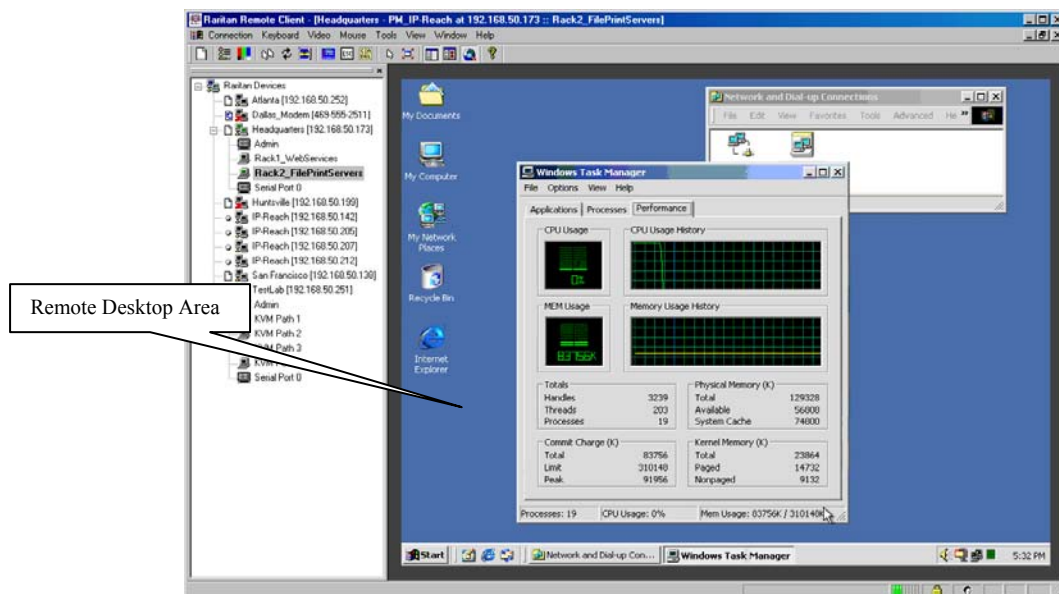 Raritan Remote Client - [Headquarters - PM_IP-Reach at 192.168.50.173 :: Rack2_FilePrintServers]
Connection Keyboard Video Mouse Tools View Window Help
Raritan Devices
Atlanta [192.168.50.252]
Dallas_Modem [469-555-2511]
Headquarters [192.168.50.173]
Admin
Rack1_WebServices
Rack2_FilePrintServers
Serial Port 0
Huntsville [192.168.50.199]
IP-Reach [192.168.50.142]
IP-Reach [192.168.50.205]
IP-Reach [192.168.50.207]
IP-Reach [192.168.50.212]
San Francisco [192.168.50.130]
TestLab [192.168.50.251]
Admin
KVM Path 1
KVM Path 2
KVM Path 3
KVM Path
Serial Port 0
Remote Desktop Area
My Documents
My Computer
My Network
Places
Recycle Bin
Internet
Explorer
Network and Dial-up Connections
File Edit View Favorites Tools Advanced He »
Windows Task Manager
File Options View Help
Applications Processes Performance
CPU Usage CPU Usage History
0%
MEM Usage Memory Usage History
83756K
Totals
Handles 3239
Threads 203
Processes 19
Physical Memory (K)
Total 129328
Available 56800
System Cache 74800
Commit Charge (K)
Total 83756
Limit 310148
Peak 91956
Kernel Memory (K)
Total 23864
Paged 14732
Nonpaged 9132
Processes: 19 CPU Usage: 0% Mem Usage: 83756K / 310148K
Start Network and Dial-up Con... Windows Task Manager 5:32 PM